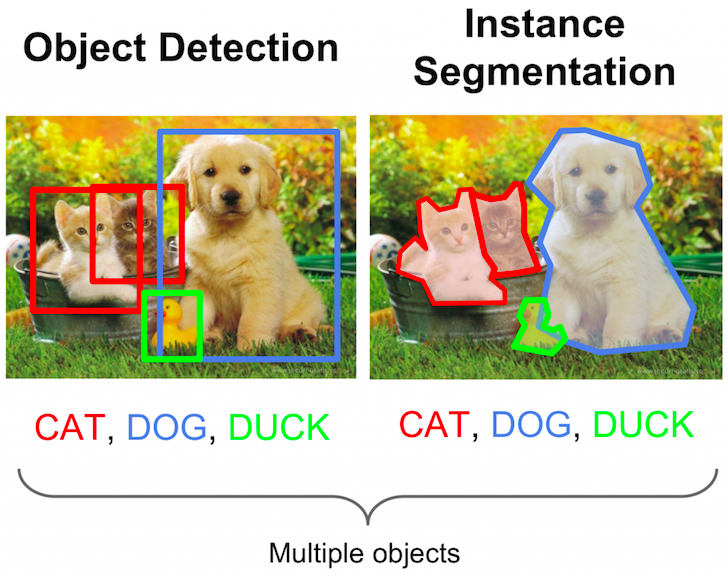 Object Detection
Instance
Segmentation
CAT, DOG, DUCK
CAT, DOG, DUCK
Multiple objects